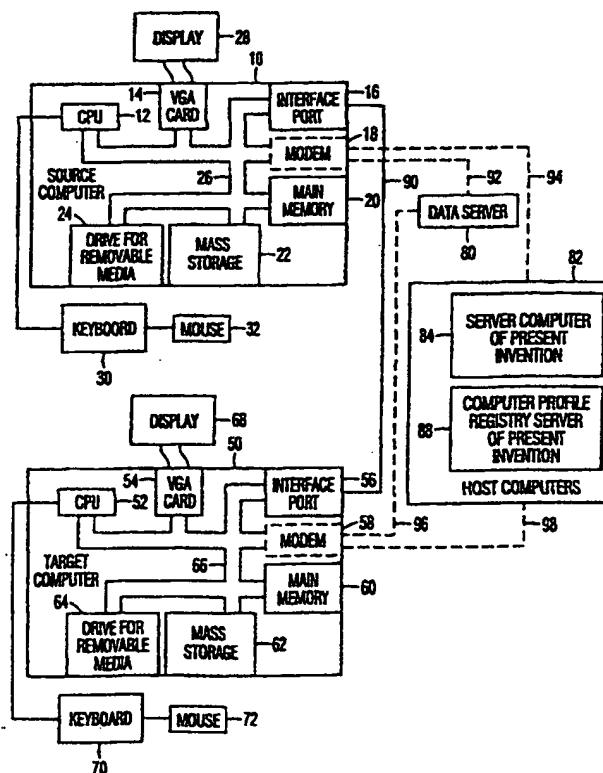 DISPLAY
28
10
14
VGA
CARD
INTERFACE
PORT
16
CPU
12
18
MODEM
SOURCE
COMPUTER
26
90
92
94
MAIN
MEMORY
20
DATA SERVER
80
24
DRIVE FOR
REMOVABLE
MEDIA
MASS
STORAGE
22
82
KEYBOORD
MOUSE
32
30
84
SERVER COMPUTER
OF PRESENT
INVENTION
DISPLAY
68
50
88
COMPUTER PROFILE
REGISTRY SERVER
OF PRESENT
INVENTION
HOST COMPUTERS
54
VGA
CARD
INTERFACE
PORT
56
CPU
52
58
MODEM
96
98
TARGET
COMPUTER
66
MAIN
MEMORY
60
64
DRIVE FOR
REMOVABLE
MEDIA
MASS
STORAGE
62
KEYBOARD
MOUSE
72
70